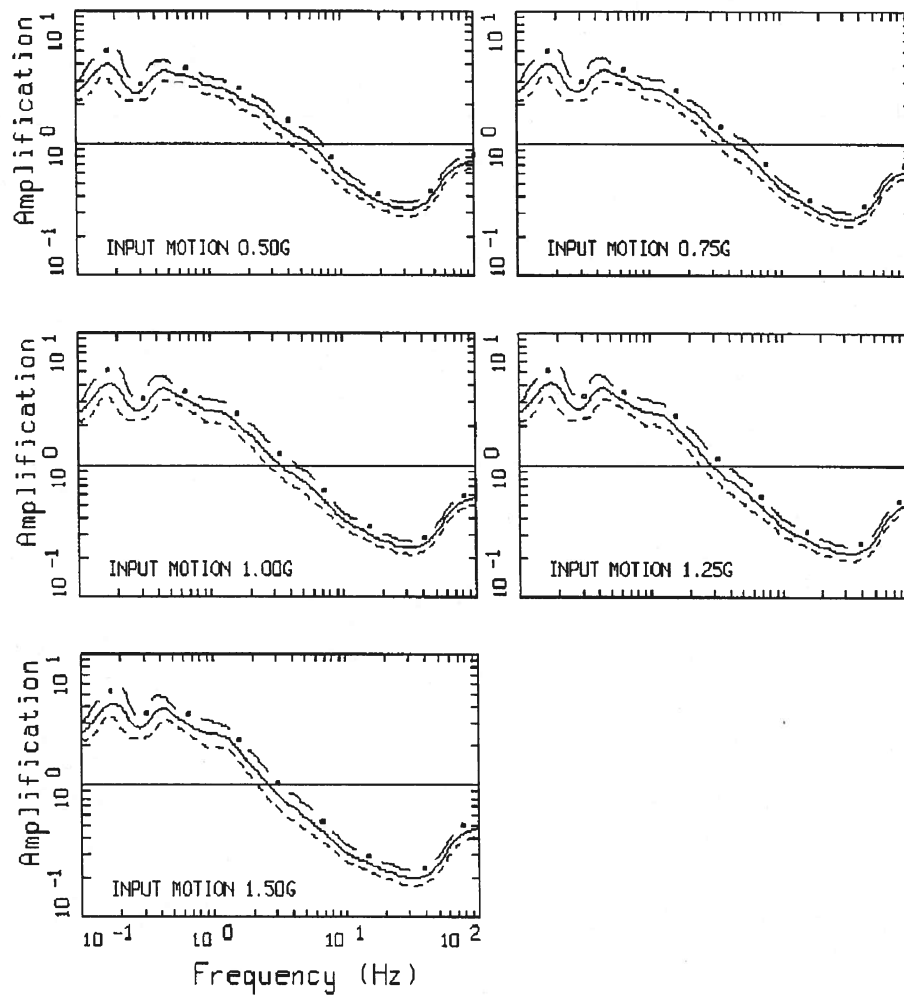 Amplification
10^1
10^0
10^-1
INPUT MOTION 0.50G
10^1
10^0
10^-1
INPUT MOTION 0.75G
Amplification
10^1
10^0
10^-1
INPUT MOTION 1.00G
10^1
10^0
10^-1
INPUT MOTION 1.25G
Amplification
10^1
10^0
10^-1
INPUT MOTION 1.50G
10^-1 10^0 10^1 10^2
Frequency (Hz)